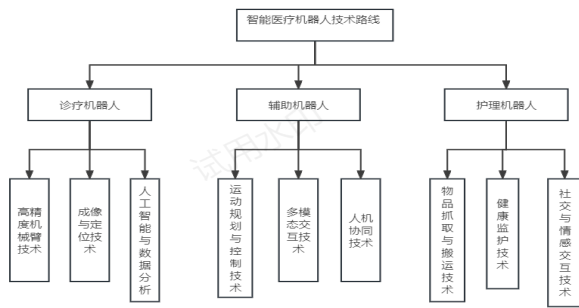 智能医疗机器人技术路线
诊疗机器人
辅助机器人
护理机器人
高精度机械臂技术
成像与定位技术
人工智能与数据分析
运动规划与控制技术
多模态交互技术
人机协同技术
物品抓取与搬运技术
健康监护技术
社交与情感交互技术
试用水印